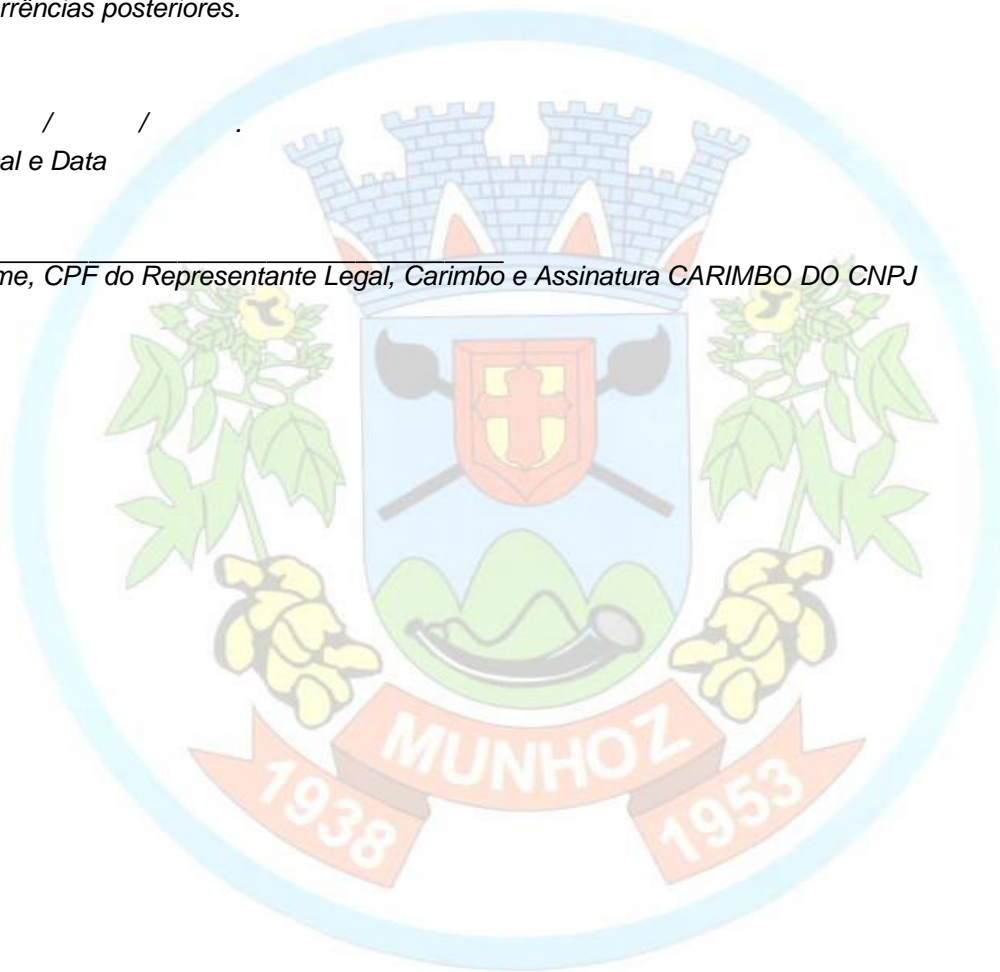 rrências posteriores.
/ / .
al e Data
me, CPF do Representante Legal, Carimbo e Assinatura CARIMBO DO CNPJ
MUNHOZ
1938
1953